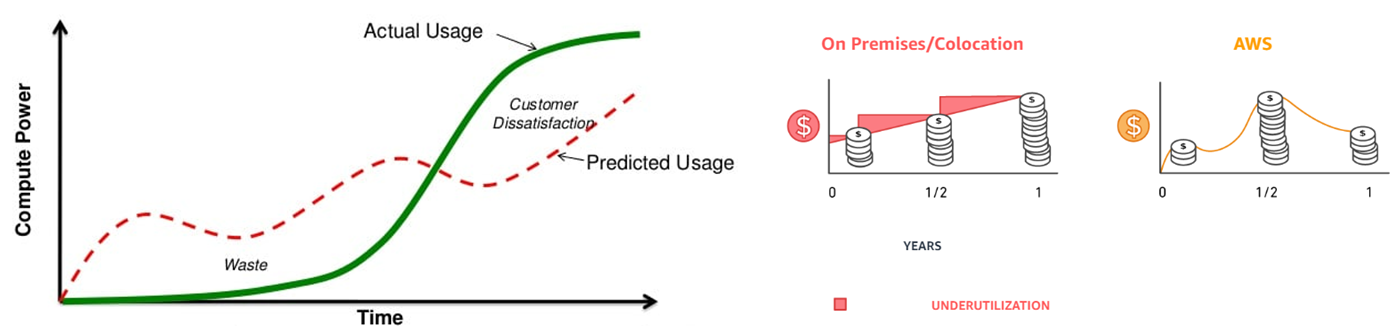 Actual Usage
Customer
Dissatisfaction
Predicted Usage
Waste
Compute Power
Time
On Premises/Colocation
$
$
$
$
0
1/2
1
YEARS
UNDERUTILIZATION
AWS
$
$
$
$
0
1/2
1